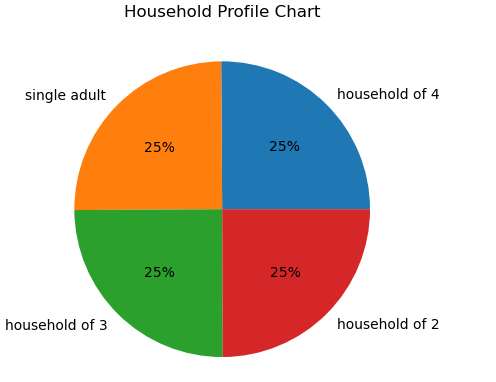 Household Profile Chart
single adult
household of 4
25%
25%
25%
25%
household of 3
household of 2